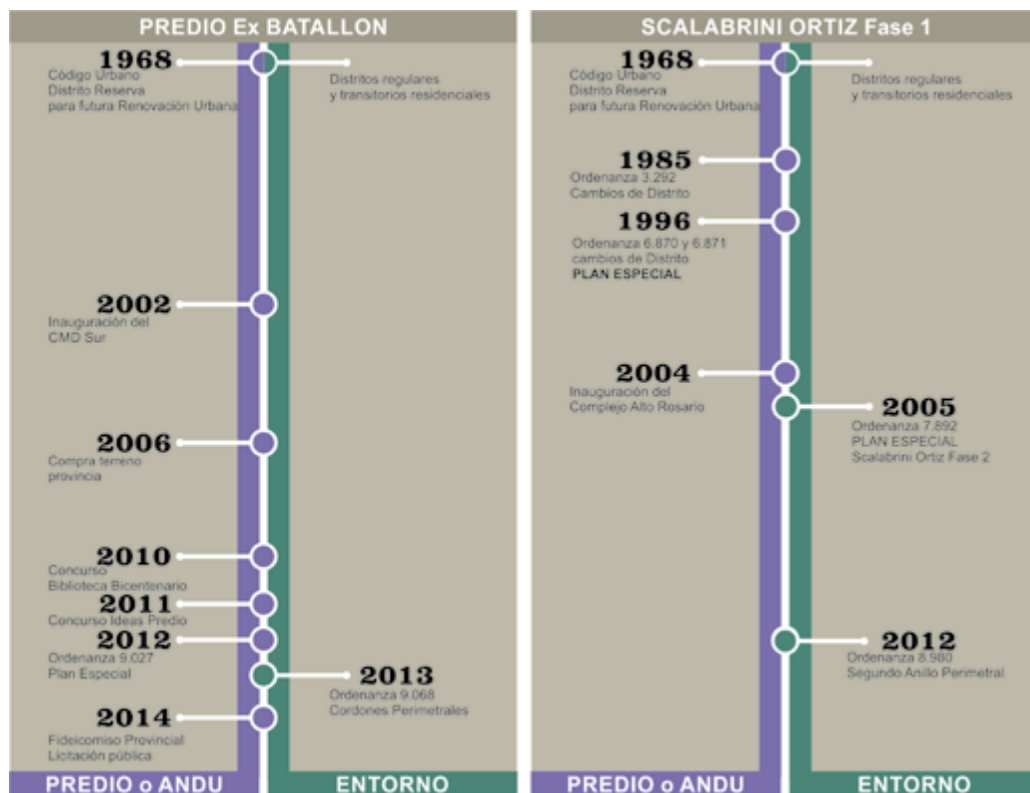 PREDIO Ex BATALLON
1968
Código Urbano
Distrito Reserva
para futura Renovación Urbana
Distritos regulares
y transitorios residenciales
2002
Inauguración del
CMD Sur
2006
Compra terreno
provincia
2010
Concurso
Biblioteca Bicentenario
2011
Concurso Ideas Predio
2012
Ordenanza 9.027
Plan Especial
2013
Ordenanza 9.068
Cordones Perimetrales
2014
Fideicomiso Provincial
Licitación pública
PREDIO o ANDU
ENTORNO
SCALABRINI ORTIZ Fase 1
1968
Código Urbano
Distrito Reserva
para futura Renovación Urbana
Distritos regulares
y transitorios residenciales
1985
Ordenanza 3.292
Cambios de Distrito
1996
Ordenanza 6.870 y 6.871
cambios de Distrito
PLAN ESPECIAL
2004
Inauguración del
Complejo Alto Rosario
2005
Ordenanza 7.892
PLAN ESPECIAL
Scalabrini Ortiz Fase 2
2012
Ordenanza 8.980
Segundo Anillo Perimetral
PREDIO o ANDU
ENTORNO